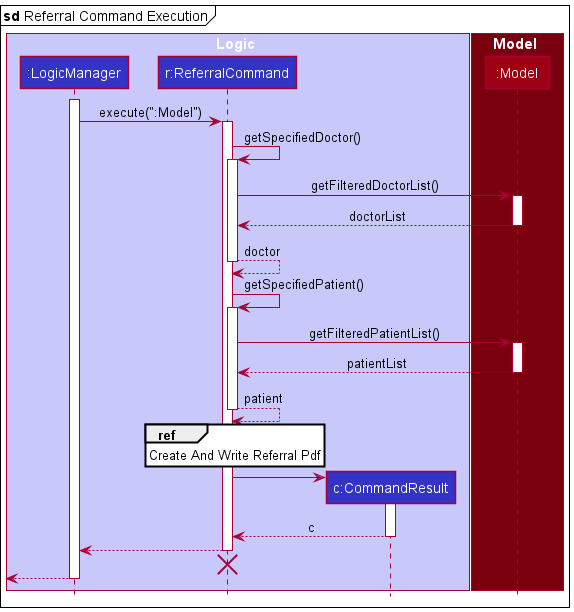 sd Referral Command Execution
Logic
Model
:LogicManager
r:ReferralCommand
:Model
execute(":Model")
getSpecifiedDoctor()
getFilteredDoctorList()
doctorList
doctor
getSpecifiedPatient()
getFilteredPatientList()
patientList
patient
ref
Create And Write Referral Pdf
c:CommandResult
c